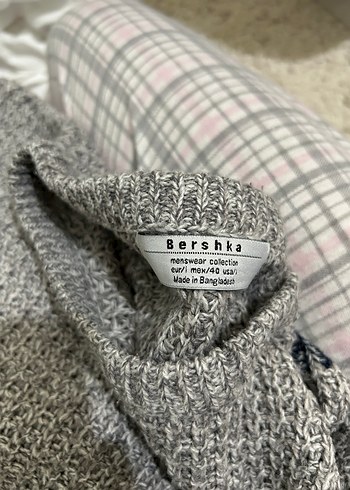 Bershka
menswear collection
eur/l mex/40 usa/l
Made in Bangladesh